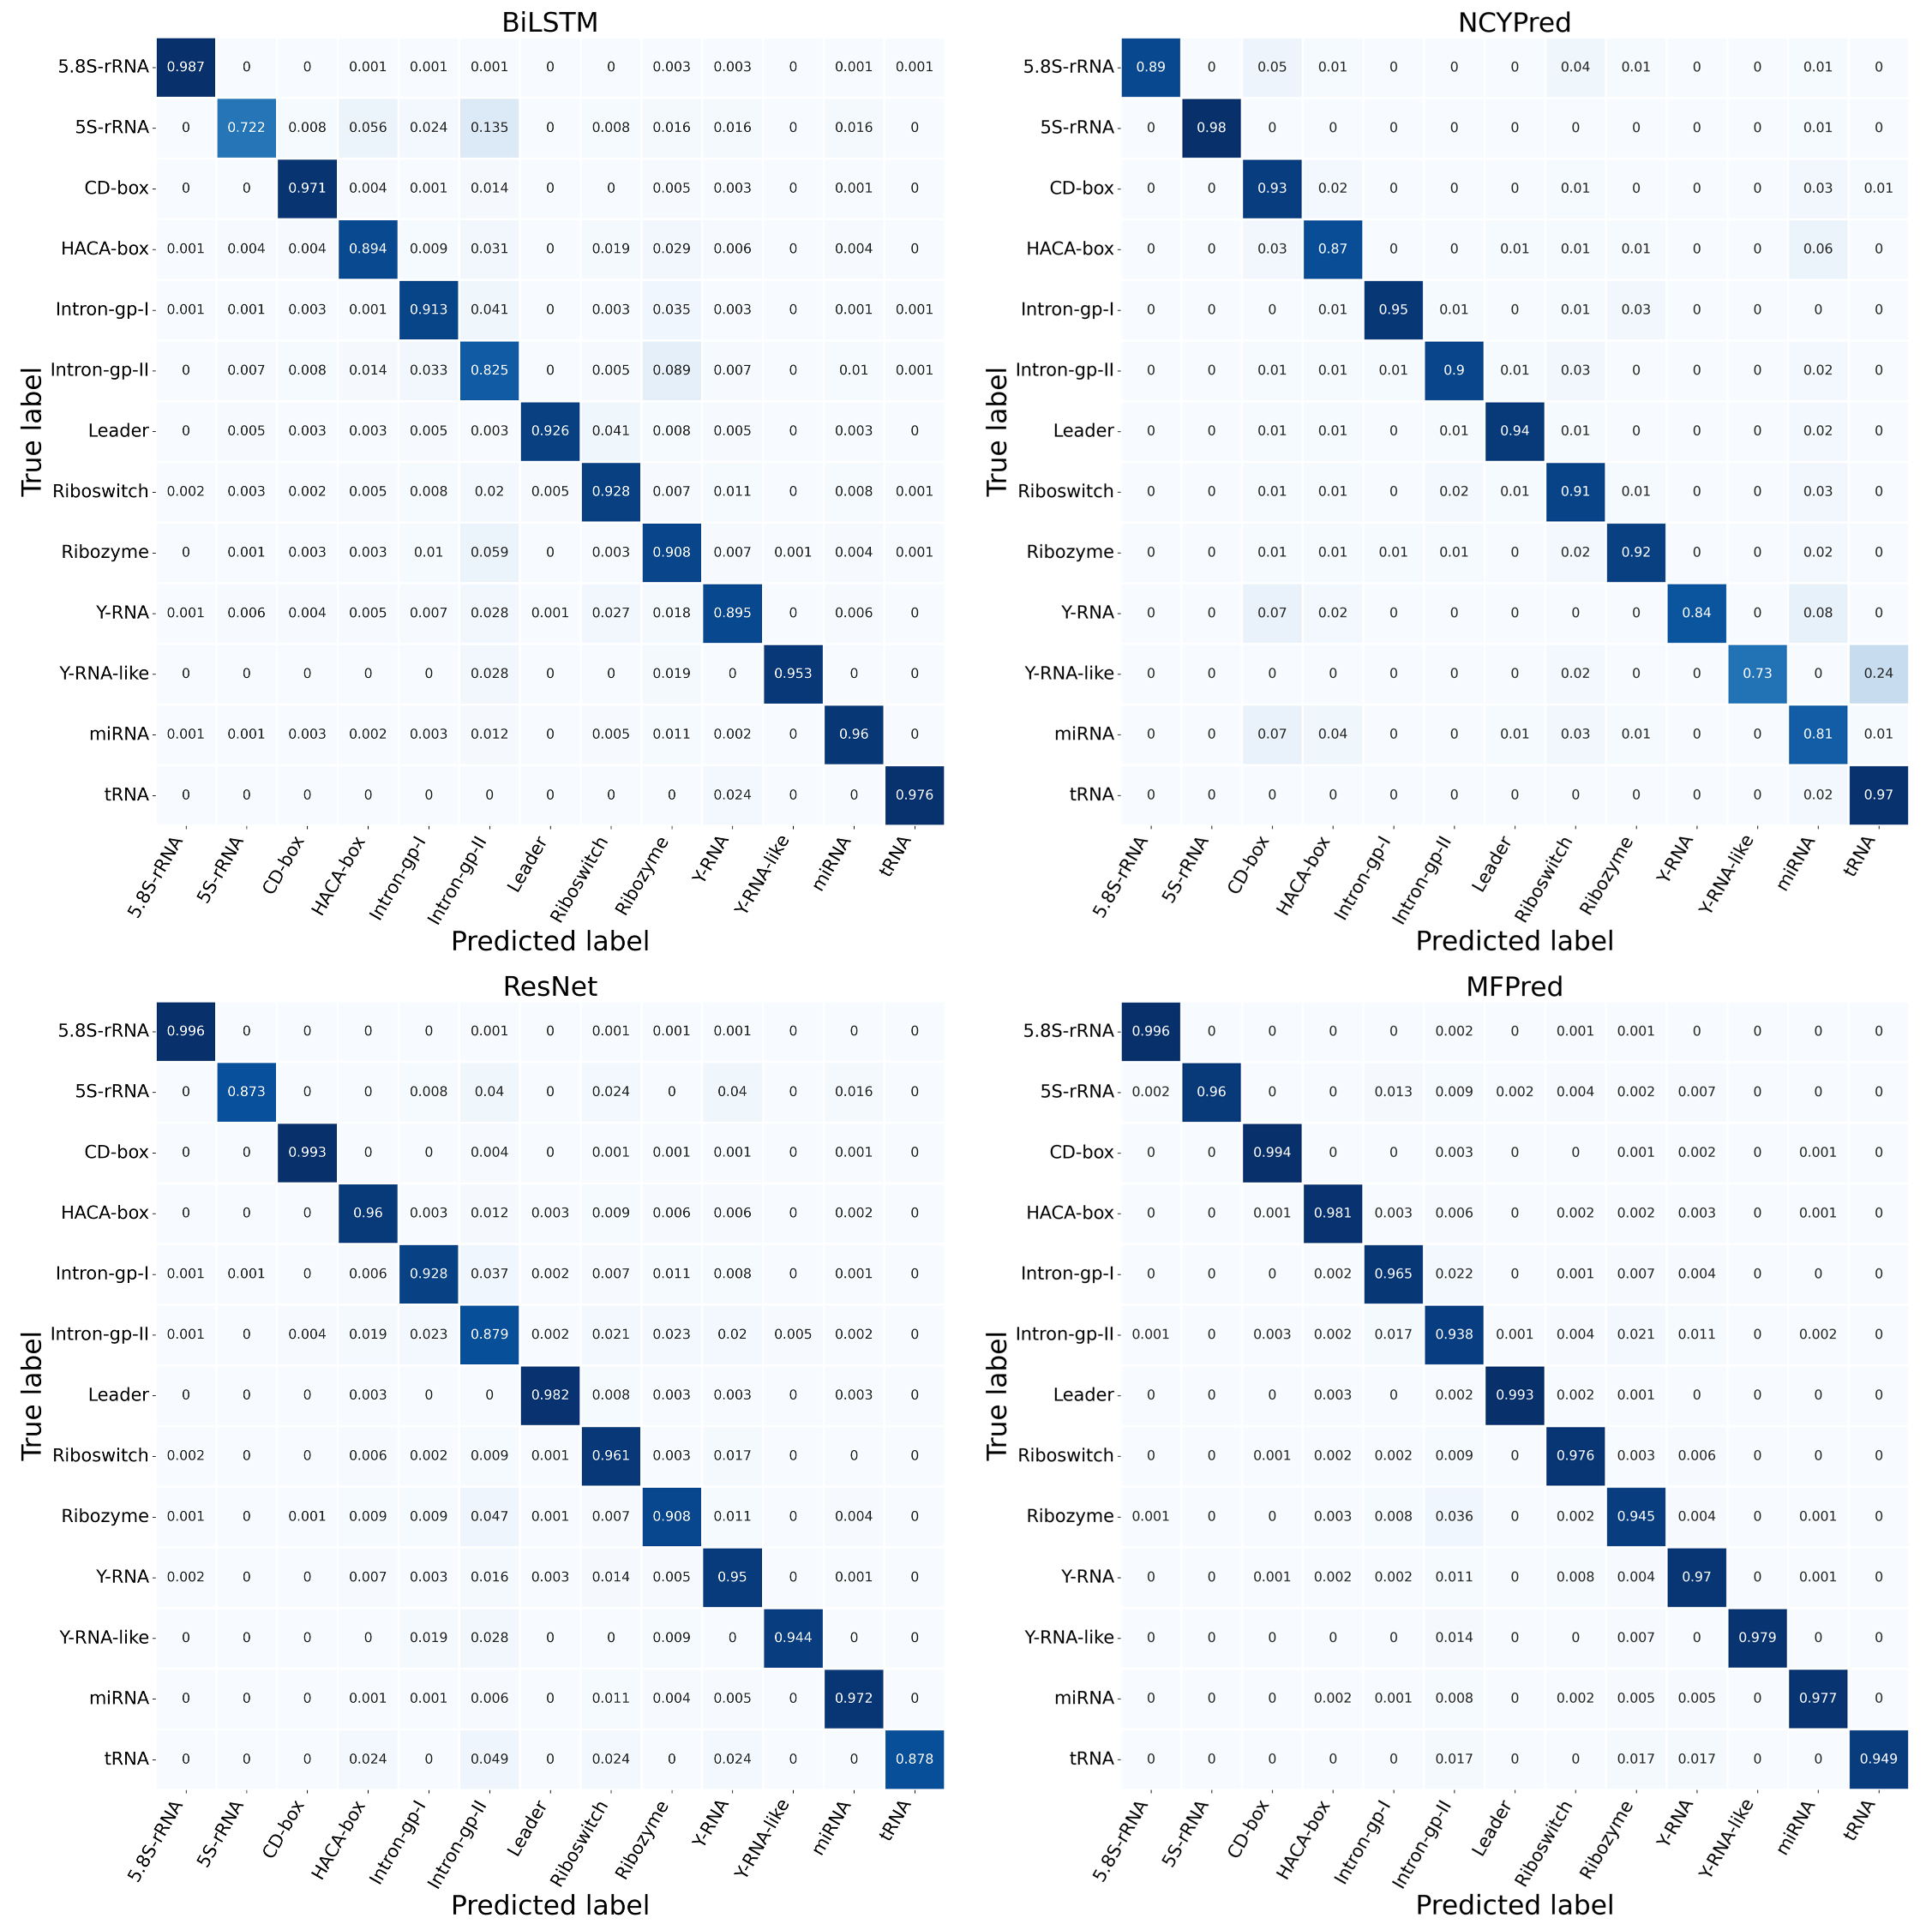 BiLSTM
5.8S-rRNA 0.987 0 0 0.001 0.001 0.001 0 0 0.003 0.003 0 0.001 0.001
5S-rRNA 0 0.722 0.008 0.056 0.024 0.135 0 0.008 0.016 0.016 0 0.016 0
CD-box 0 0 0.971 0.004 0.001 0.014 0 0 0.005 0.003 0 0.001 0
HACA-box 0.001 0.004 0.004 0.894 0.009 0.031 0 0.019 0.029 0.006 0 0.004 0
Intron-gp-I 0.001 0.001 0.003 0.001 0.913 0.041 0 0.003 0.035 0.003 0 0.001 0.001
Intron-gp-II 0 0.007 0.008 0.014 0.033 0.825 0 0.005 0.089 0.007 0 0.01 0.001
Leader 0 0.005 0.003 0.003 0.005 0.003 0.926 0.041 0.008 0.005 0 0.003 0
Riboswitch 0.002 0.003 0.002 0.005 0.008 0.02 0.005 0.928 0.007 0.011 0 0.008 0.001
Ribozyme 0 0.001 0.003 0.003 0.01 0.059 0 0.003 0.908 0.007 0.001 0.004 0.001
Y-RNA 0.001 0.006 0.004 0.005 0.007 0.028 0.001 0.027 0.018 0.895 0 0.006 0
Y-RNA-like 0 0 0 0 0 0.028 0 0 0.019 0 0.953 0 0
miRNA 0.001 0.001 0.003 0.002 0.003 0.012 0 0.005 0.011 0.002 0 0.96 0
tRNA 0 0 0 0 0 0 0 0 0 0.024 0 0 0.976
True label
5.8S-rRNA 5S-rRNA CD-box HACA-box Intron-gp-I Intron-gp-II Leader Riboswitch Ribozyme Y-RNA Y-RNA-like miRNA tRNA
Predicted label
NCYPred
5.8S-rRNA 0.89 0 0.05 0.01 0 0 0 0.04 0.01 0 0 0.01 0
5S-rRNA 0 0.98 0 0 0 0 0 0 0 0 0 0.01 0
CD-box 0 0 0.93 0.02 0 0 0 0.01 0 0 0 0.03 0.01
HACA-box 0 0 0.03 0.87 0 0 0.01 0.01 0.01 0 0 0.06 0
Intron-gp-I 0 0 0 0.01 0.95 0.01 0 0.01 0.03 0 0 0 0
Intron-gp-II 0 0 0.01 0.01 0.01 0.9 0.01 0.03 0 0 0 0.02 0
Leader 0 0 0.01 0.01 0 0.01 0.94 0.01 0 0 0 0.02 0
Riboswitch 0 0 0.01 0.01 0 0.02 0.01 0.91 0.01 0 0 0.03 0
Ribozyme 0 0 0.01 0.01 0.01 0.01 0 0.02 0.92 0 0 0.02 0
Y-RNA 0 0 0.07 0.02 0 0 0 0 0 0.84 0 0.08 0
Y-RNA-like 0 0 0 0 0 0 0 0.02 0 0 0.73 0 0.24
miRNA 0 0 0.07 0.04 0 0 0.01 0.03 0.01 0 0 0.81 0.01
tRNA 0 0 0 0 0 0 0 0 0 0 0 0.02 0.97
True label
5.8S-rRNA 5S-rRNA CD-box HACA-box Intron-gp-I Intron-gp-II Leader Riboswitch Ribozyme Y-RNA Y-RNA-like miRNA tRNA
Predicted label
ResNet
5.8S-rRNA 0.996 0 0 0 0 0.001 0 0.001 0.001 0.001 0 0 0
5S-rRNA 0 0.873 0 0 0.008 0.04 0 0.024 0 0.04 0 0.016 0
CD-box 0 0 0.993 0 0 0.004 0 0.001 0.001 0.001 0 0.001 0
HACA-box 0 0 0 0.96 0.003 0.012 0.003 0.009 0.006 0.006 0 0.002 0
Intron-gp-I 0.001 0.001 0 0.006 0.928 0.037 0.002 0.007 0.011 0.008 0 0.001 0
Intron-gp-II 0.001 0 0.004 0.019 0.023 0.879 0.002 0.021 0.023 0.02 0.005 0.002 0
Leader 0 0 0 0.003 0 0 0.982 0.008 0.003 0.003 0 0.003 0
Riboswitch 0.002 0 0 0.006 0.002 0.009 0.001 0.961 0.003 0.017 0 0 0
Ribozyme 0.001 0 0.001 0.009 0.009 0.047 0.001 0.007 0.908 0.011 0 0.004 0
Y-RNA 0.002 0 0 0.007 0.003 0.016 0.003 0.014 0.005 0.95 0 0.001 0
Y-RNA-like 0 0 0 0 0.019 0.028 0 0 0.009 0 0.944 0 0
miRNA 0 0 0 0.001 0.001 0.006 0 0.011 0.004 0.005 0 0.972 0
tRNA 0 0 0 0.024 0 0.049 0 0.024 0 0.024 0 0 0.878
True label
5.8S-rRNA 5S-rRNA CD-box HACA-box Intron-gp-I Intron-gp-II Leader Riboswitch Ribozyme Y-RNA Y-RNA-like miRNA tRNA
Predicted label
MFPred
5.8S-rRNA 0.996 0 0 0 0 0.002 0 0.001 0.001 0 0 0 0
5S-rRNA 0.002 0.96 0 0 0.013 0.009 0.002 0.004 0.002 0.007 0 0 0
CD-box 0 0 0.994 0 0 0.003 0 0 0.001 0.002 0 0.001 0
HACA-box 0 0 0.001 0.981 0.003 0.006 0 0.002 0.002 0.003 0 0.001 0
Intron-gp-I 0 0 0 0.002 0.965 0.022 0 0.001 0.007 0.004 0 0 0
Intron-gp-II 0.001 0 0.003 0.002 0.017 0.938 0.001 0.004 0.021 0.011 0 0.002 0
Leader 0 0 0 0.003 0 0.002 0.993 0.002 0.001 0 0 0 0
Riboswitch 0 0 0.001 0.002 0.002 0.009 0 0.976 0.003 0.006 0 0 0
Ribozyme 0.001 0 0 0.003 0.008 0.036 0 0.002 0.945 0.004 0 0.001 0
Y-RNA 0 0 0.001 0.002 0.002 0.011 0 0.008 0.004 0.97 0 0.001 0
Y-RNA-like 0 0 0 0 0 0.014 0 0 0.007 0 0.979 0 0
miRNA 0 0 0 0.002 0.001 0.008 0 0.002 0.005 0.005 0 0.977 0
tRNA 0 0 0 0 0 0.017 0 0 0.017 0.017 0 0 0.949
True label
5.8S-rRNA 5S-rRNA CD-box HACA-box Intron-gp-I Intron-gp-II Leader Riboswitch Ribozyme Y-RNA Y-RNA-like miRNA tRNA
Predicted label